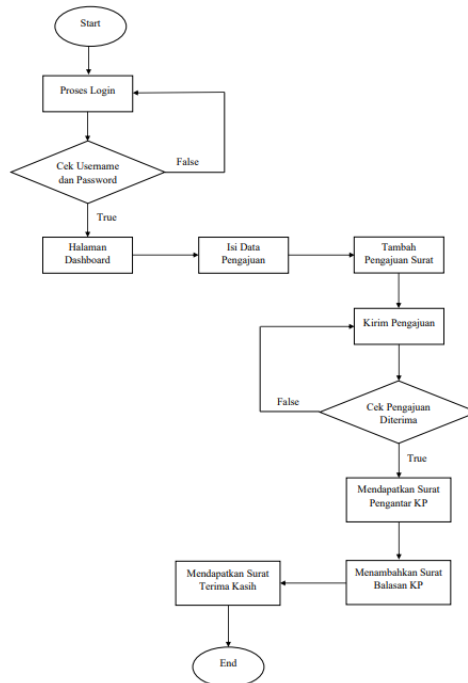 Start
Proses Login
Cek Username
dan Password
False
True
Halaman
Dashboard
Isi Data
Pengajuan
Tambah
Pengajuan Surat
Kirim Pengajuan
False
Cek Pengajuan
Diterima
True
Mendapatkan Surat
Pengantar KP
Menambahkan Surat
Balasan KP
Mendapatkan Surat
Terima Kasih
End